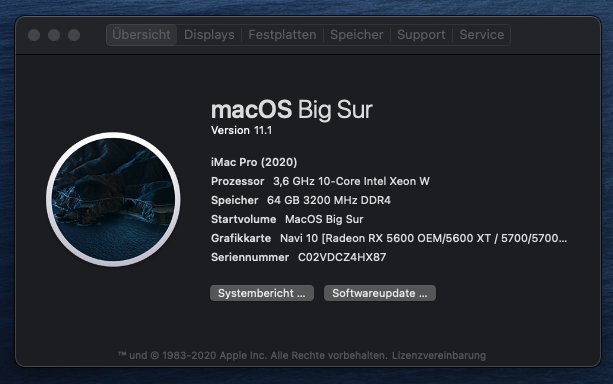 Übersicht Displays Festplatten Speicher Support Service
macOS Big Sur
Version 11.1
iMac Pro (2020)
Prozessor 3,6 GHz 10-Core Intel Xeon W
Speicher 64 GB 3200 MHz DDR4
Startvolume MacOS Big Sur
Grafikkarte Navi 10 [Radeon RX 5600 OEM/5600 XT / 5700/5700...
Seriennummer C02VDCZ4HX87
Systembericht ... Softwareupdate ...
™ und © 1983-2020 Apple Inc. Alle Rechte vorbehalten. Lizenzvereinbarung